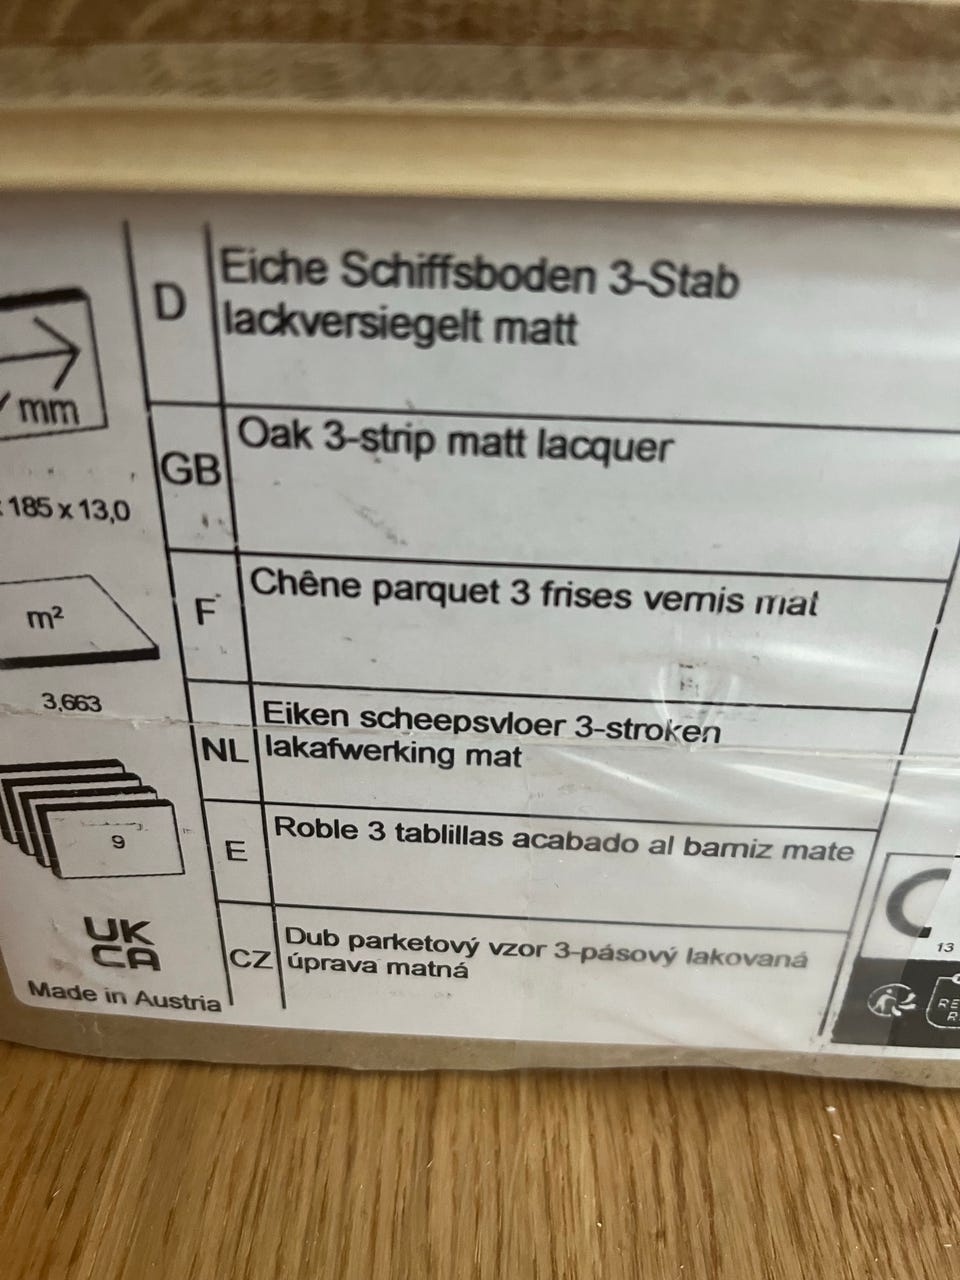 D
Eiche Schiffsboden 3-Stab
lackversiegelt matt
mm
GB
Oak 3-strip matt lacquer
185 x 13,0
F
Chêne parquet 3 frises vernis mat
m²
3,663
NL
Eiken scheepsvloer 3-stroken
lakafwerking mat
9
E
Roble 3 tablillas acabado al barniz mate
CZ
Dub parketový vzor 3-pásový lakovaná
úprava matná
UK
CA
Made in Austria
13